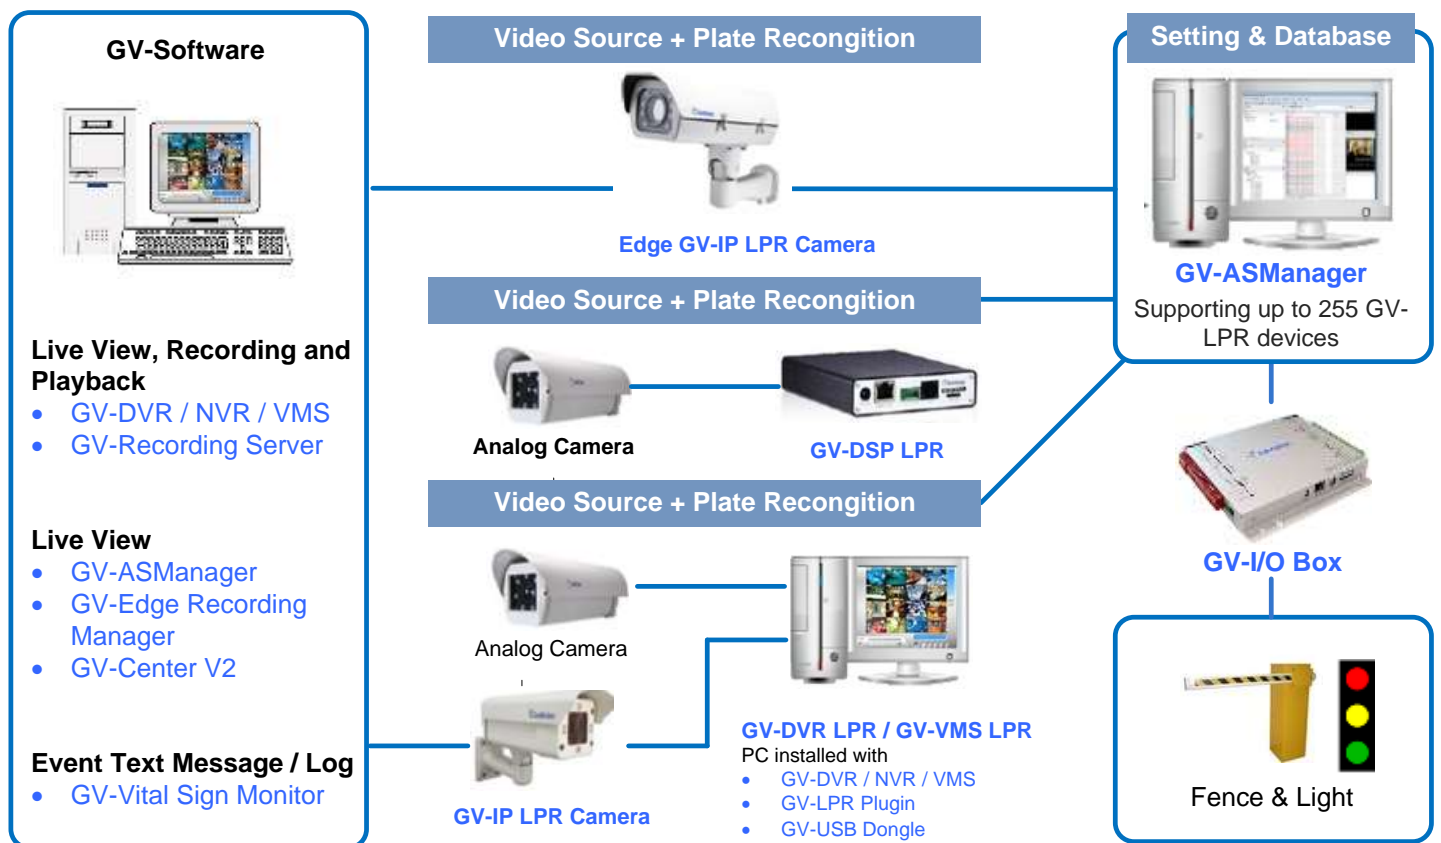 GV-Software
Live View, Recording and
Playback
• GV-DVR / NVR / VMS
• GV-Recording Server
Live View
• GV-ASManager
• GV-Edge Recording
Manager
• GV-Center V2
Event Text Message / Log
• GV-Vital Sign Monitor
Video Source + Plate Recongition
Edge GV-IP LPR Camera
Video Source + Plate Recongition
Analog Camera
GV-DSP LPR
Video Source + Plate Recongition
Analog Camera
GV-IP LPR Camera
GV-DVR LPR / GV-VMS LPR
PC installed with
• GV-DVR / NVR / VMS
• GV-LPR Plugin
• GV-USB Dongle
Setting & Database
GV-ASManager
Supporting up to 255 GV-
LPR devices
GV-I/O Box
Fence & Light